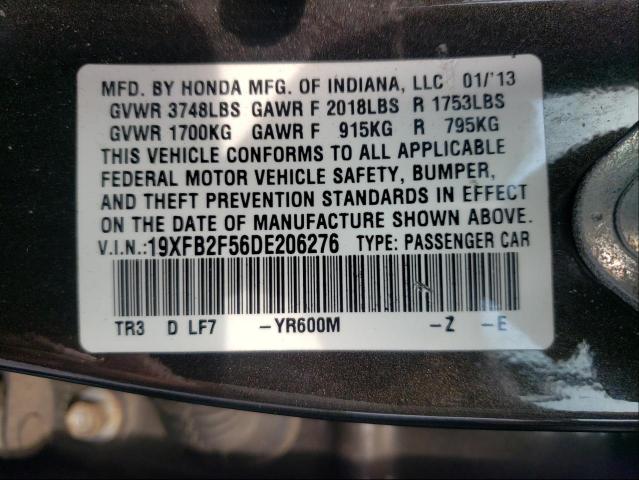 MFD. BY HONDA MFG. OF INDIANA, LLC 01/'13
GVWR 3748LBS GAWR F 2018LBS R 1753LBS
GVWR 1700KG GAWR F 915KG R 795KG
THIS VEHICLE CONFORMS TO ALL APPLICABLE
FEDERAL MOTOR VEHICLE SAFETY, BUMPER,
AND THEFT PREVENTION STANDARDS IN EFFECT
ON THE DATE OF MANUFACTURE SHOWN ABOVE.
V.I.N.:19XFB2F56DE206276 TYPE: PASSENGER CAR
TR3 D LF7 -YR600M -Z -E